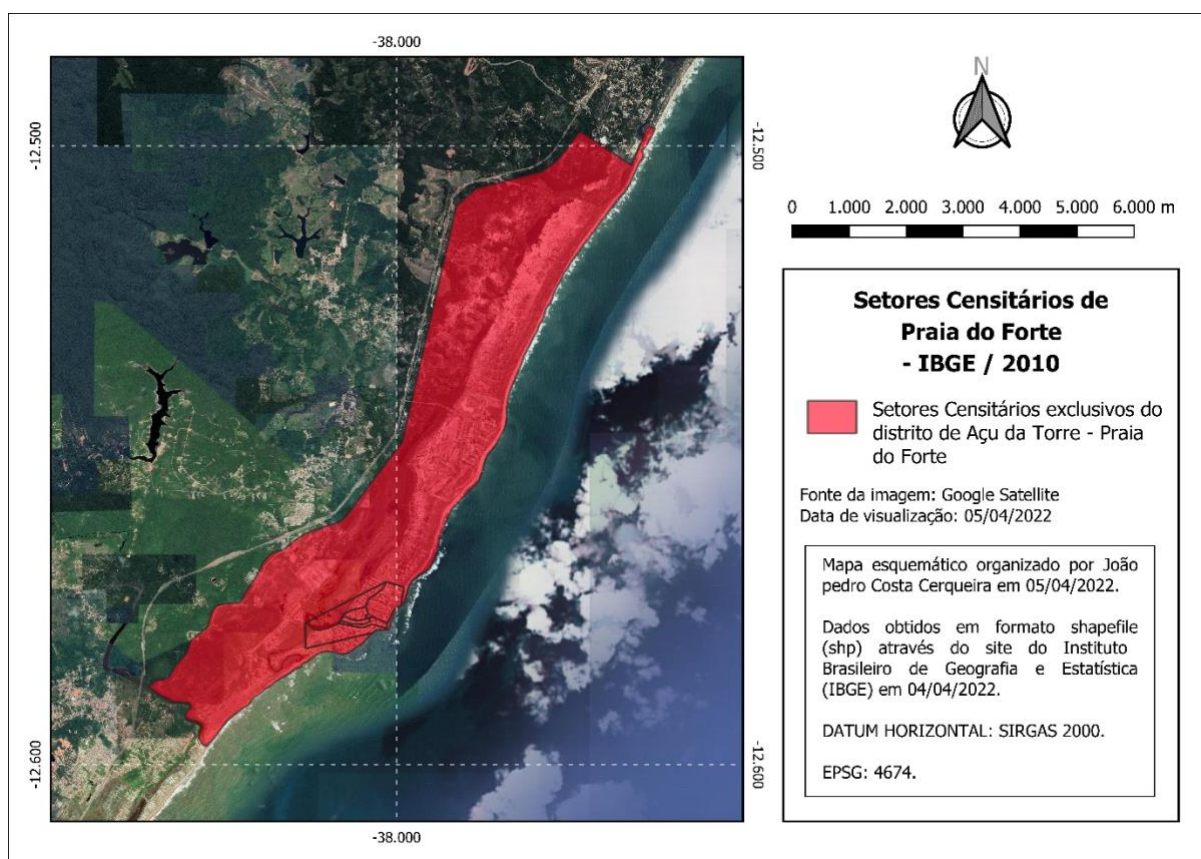 -38.000
N
-12.500
-12.500
0 1.000 2.000 3.000 4.000 5.000 6.000 m
Setores Censitários de
Praia do Forte
- IBGE / 2010
Setores Censitários exclusivos do
distrito de Açu da Torre - Praia
do Forte
Fonte da imagem: Google Satellite
Data de visualização: 05/04/2022
Mapa esquemático organizado por João
pedro Costa Cerqueira em 05/04/2022.
Dados obtidos em formato shapefile
(shp) através do site do Instituto
Brasileiro de Geografia e Estatística
(IBGE) em 04/04/2022.
DATUM HORIZONTAL: SIRGAS 2000.
EPSG: 4674.
-12.600
-12.600
-38.000